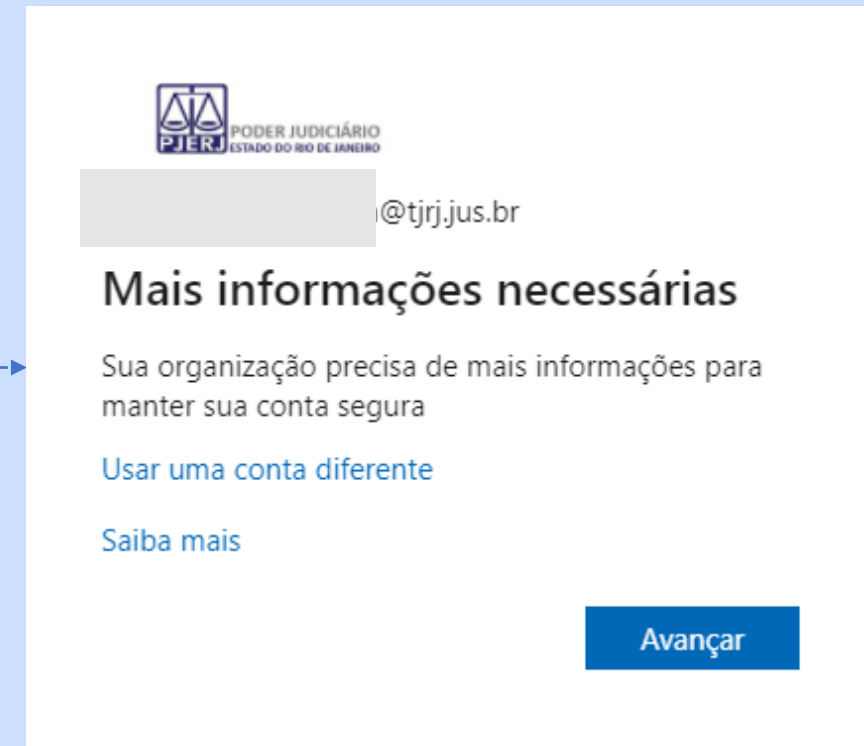 PJERJ
PODER JUDICIÁRIO
ESTADO DO RIO DE JANEIRO
@tjrj.jus.br
Mais informações necessárias
Sua organização precisa de mais informações para
manter sua conta segura
Usar uma conta diferente
Saiba mais
Avançar